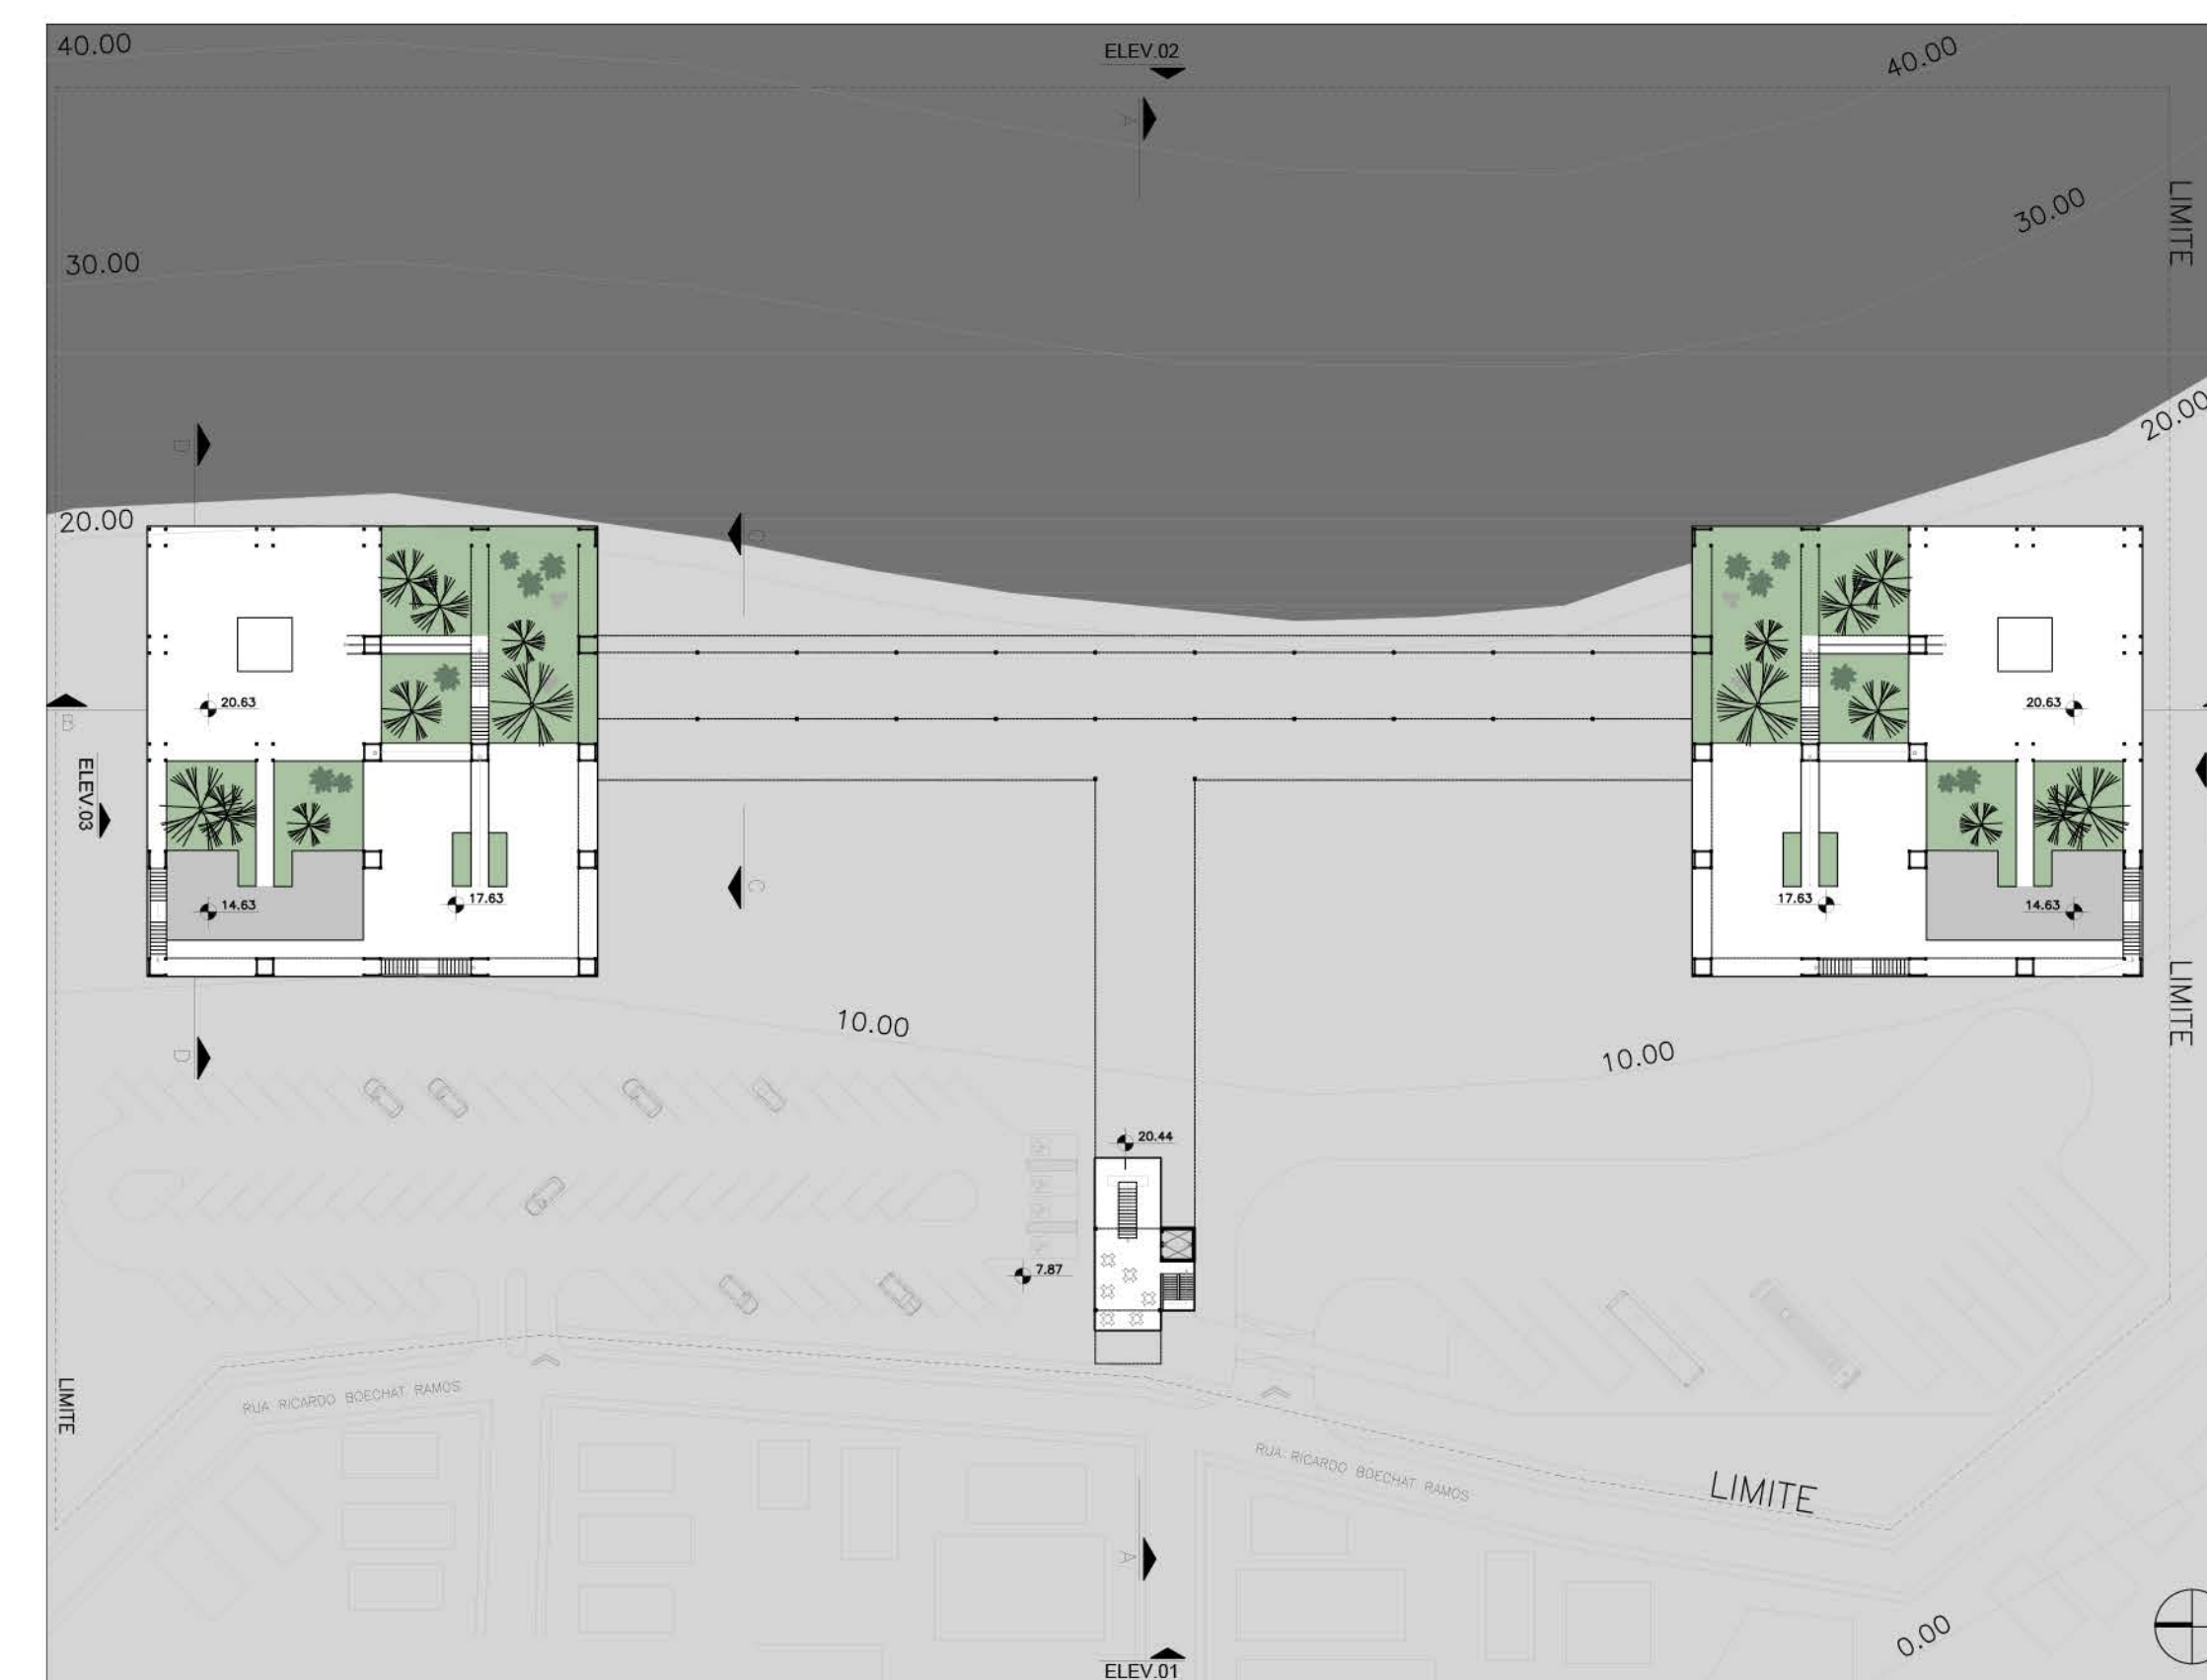 40.00
ELEV.02
40.00
A
30.00
LIMITE
30.00
20.00
D
20.00
C
20.63
20.63
B
ELEV.03
14.63
17.63
C
17.63
14.63
LIMITE
10.00
10.00
D
20.44
7.87
LIMITE
RUA RICARDO BOECHAT RAMOS
RUA RICARDO BOECHAT RAMOS
LIMITE
A
0.00
ELEV.01